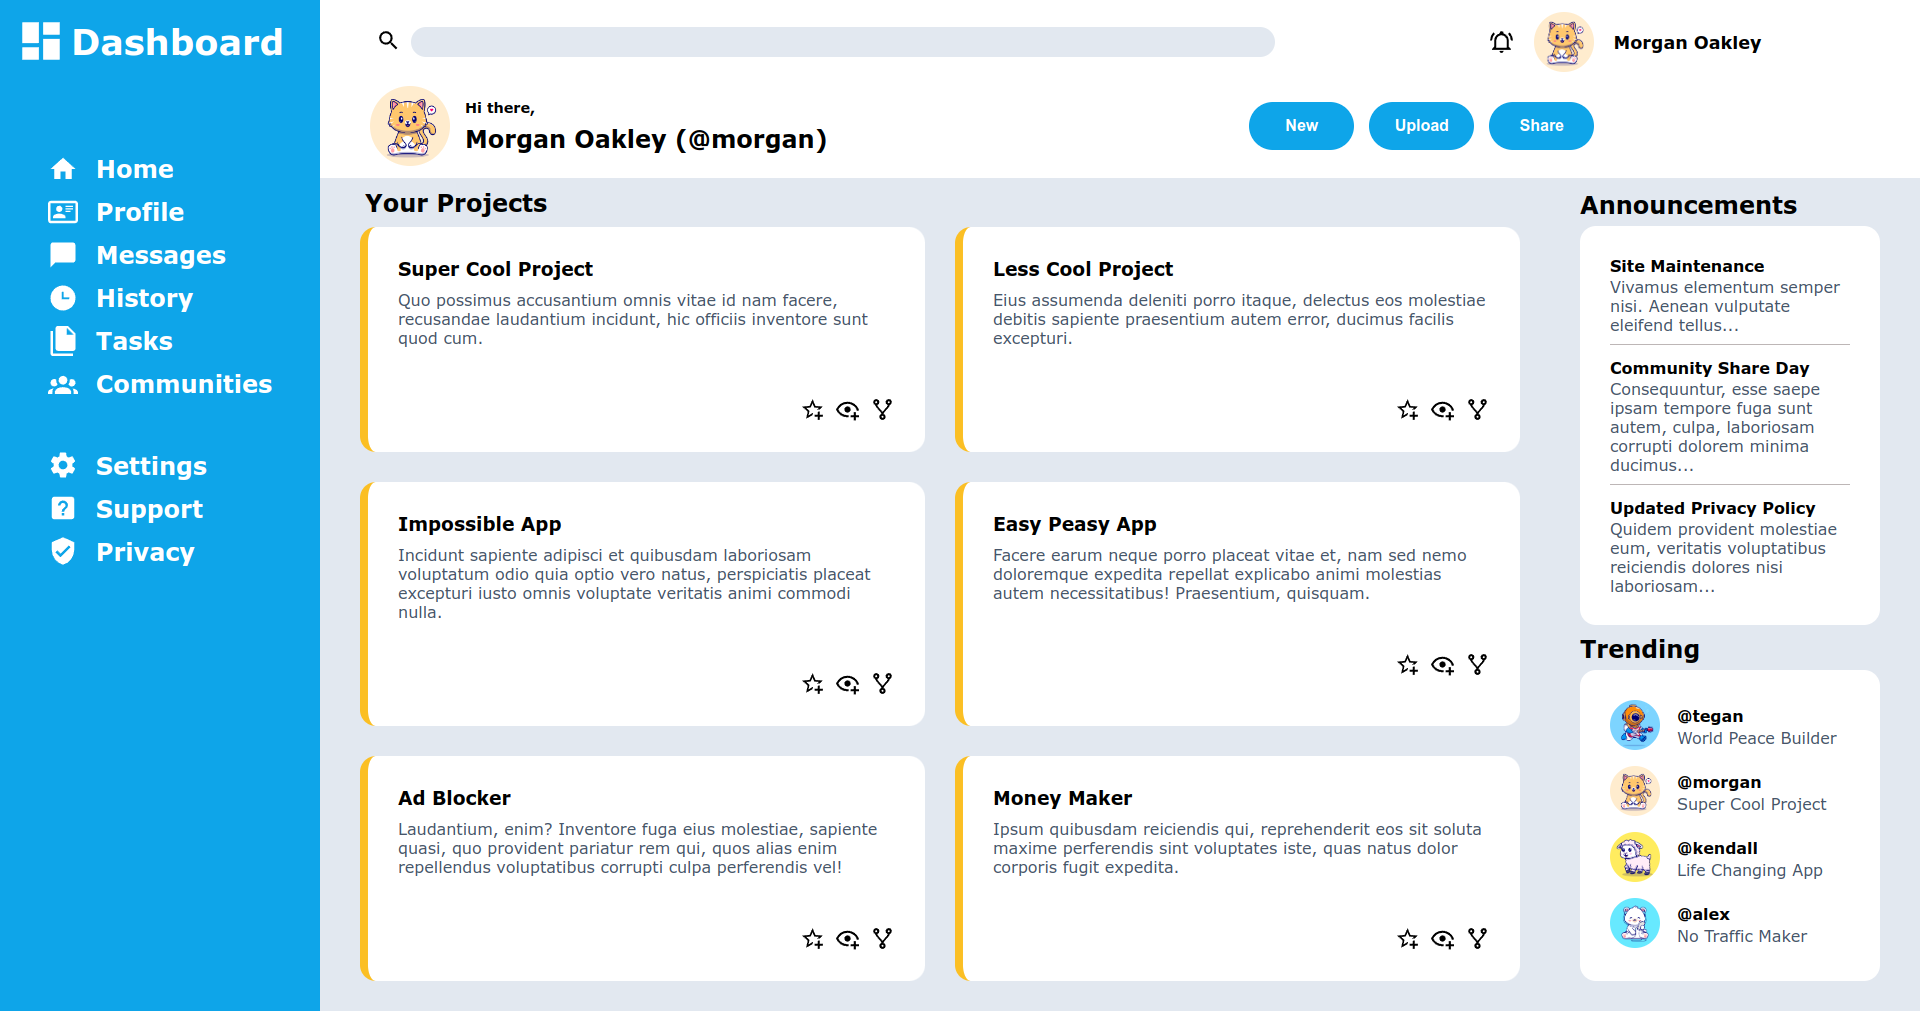 Dashboard
Home
Profile
Messages
History
Tasks
Communities
Settings
Support
Privacy
Morgan Oakley
Hi there,
Morgan Oakley (@morgan)
New
Upload
Share
Your Projects
Super Cool Project
Quo possimus accusantium omnis vitae id nam facere,
recusandae laudantium incidunt, hic officiis inventore sunt
quod cum.
Less Cool Project
Eius assumenda deleniti porro itaque, delectus eos molestiae
debitis sapiente praesentium autem error, ducimus facilis
excepturi.
Impossible App
Incidunt sapiente adipisci et quibusdam laboriosam
voluptatum odio quia optio vero natus, perspiciatis placeat
excepturi iusto omnis voluptate veritatis animi commodi
nulla.
Easy Peasy App
Facere earum neque porro placeat vitae et, nam sed nemo
doloremque expedita repellat explicabo animi molestias
autem necessitatibus! Praesentium, quisquam.
Ad Blocker
Laudantium, enim? Inventore fuga eius molestiae, sapiente
quasi, quo provident pariatur rem qui, quos alias enim
repellendus voluptatibus corrupti culpa perferendis vel!
Money Maker
Ipsum quibusdam reiciendis qui, reprehenderit eos sit soluta
maxime perferendis sint voluptates iste, quas natus dolor
corporis fugit expedita.
Announcements
Site Maintenance
Vivamus elementum semper
nisi. Aenean vulputate
eleifend tellus...
Community Share Day
Consequuntur, esse saepe
ipsam tempore fuga sunt
autem, culpa, laboriosam
corrupti dolorem minima
ducimus...
Updated Privacy Policy
Quidem provident molestiae
eum, veritatis voluptatibus
reiciendis dolores nisi
laboriosam...
Trending
@tegan
World Peace Builder
@morgan
Super Cool Project
@kendall
Life Changing App
@alex
No Traffic Maker